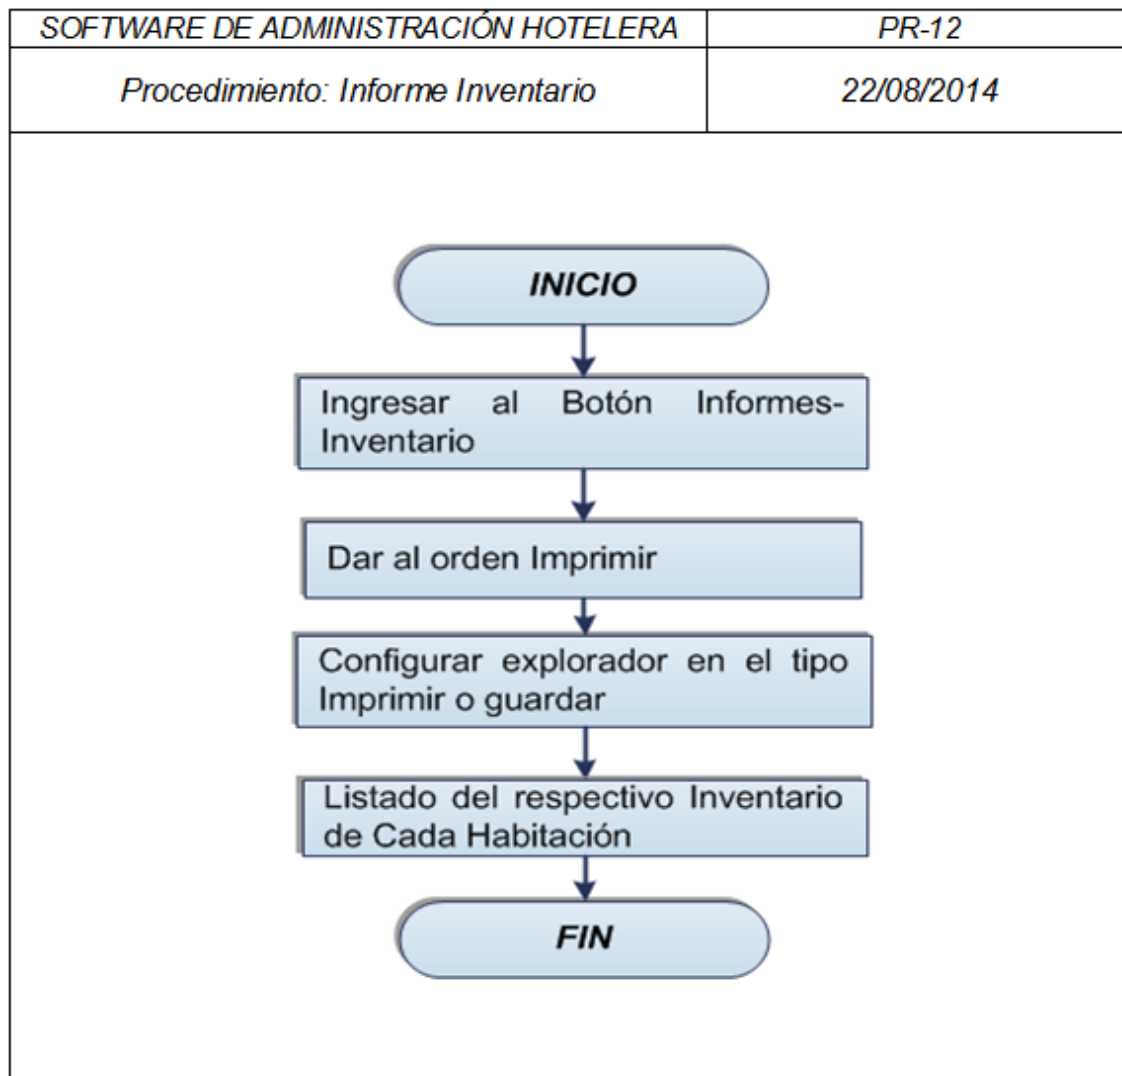 SOFTWARE DE ADMINISTRACIÓN HOTELERA
PR-12
Procedimiento: Informe Inventario
22/08/2014
INICIO
Ingresar al Botón Informes-
Inventario
Dar al orden Imprimir
Configurar explorador en el tipo
Imprimir o guardar
Listado del respectivo Inventario
de Cada Habitación
FIN